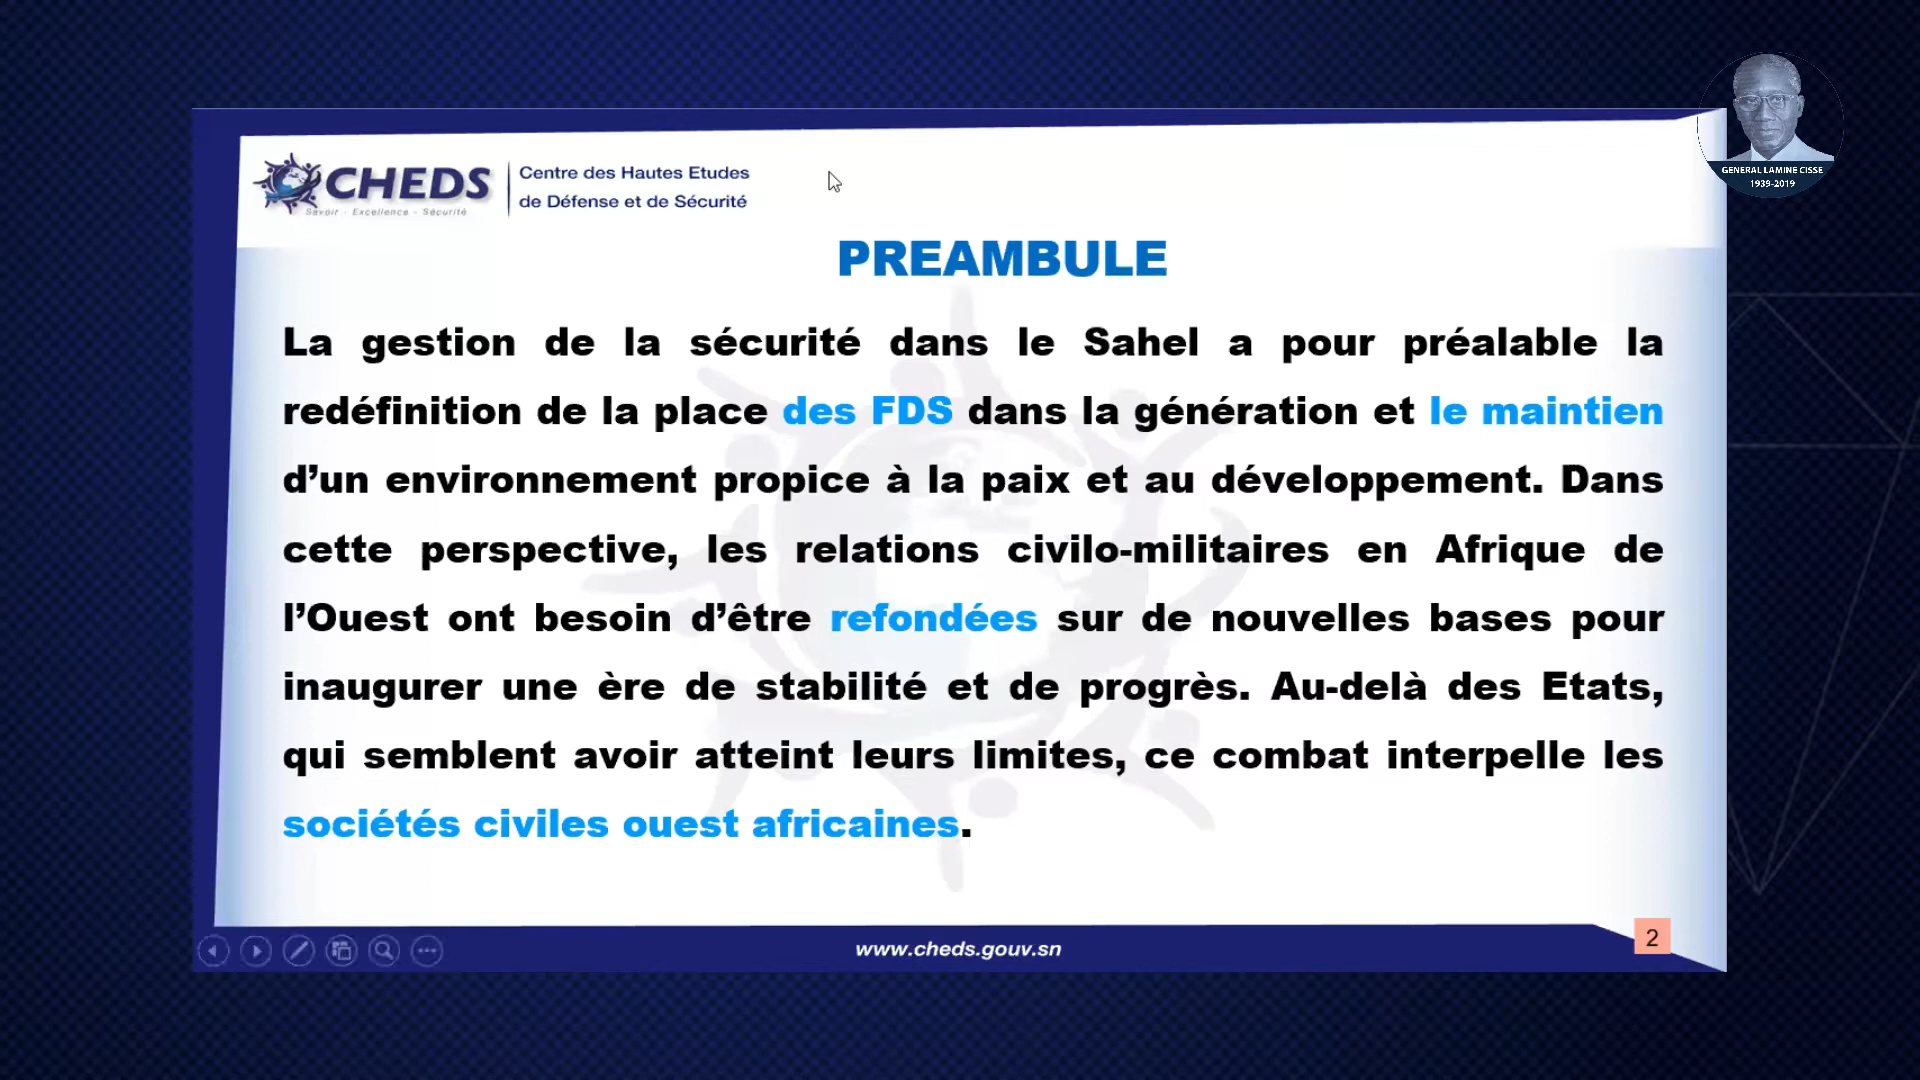 GENERAL LAMINE CISSE
1939-2019
CHEDS
Savoir - Excellence - Sécurité
Centre des Hautes Etudes
de Défense et de Sécurité
PREAMBULE
La gestion de la sécurité dans le Sahel a pour préalable la
redéfinition de la place des FDS dans la génération et le maintien
d’un environnement propice à la paix et au développement. Dans
cette perspective, les relations civilo-militaires en Afrique de
l’Ouest ont besoin d’être refondées sur de nouvelles bases pour
inaugurer une ère de stabilité et de progrès. Au-delà des Etats,
qui semblent avoir atteint leurs limites, ce combat interpelle les
sociétés civiles ouest africaines.
www.cheds.gouv.sn
2